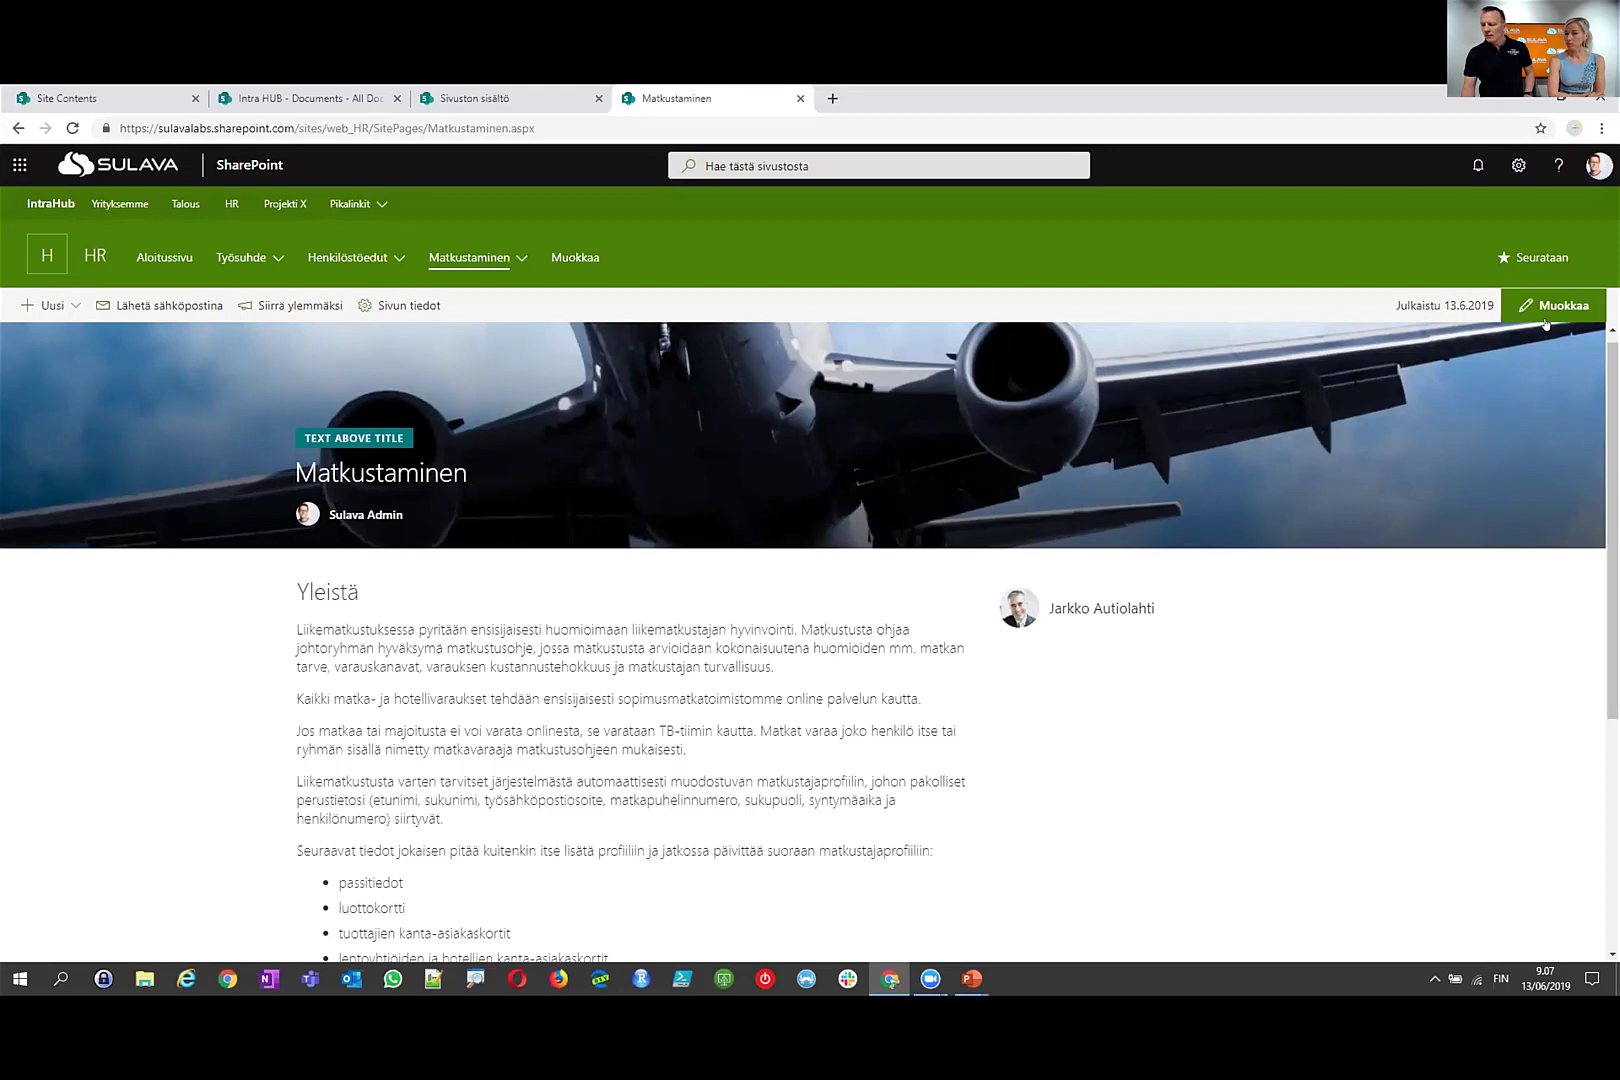 SULAVA
SULAVA
Site Contents
Intra HUB - Documents - All Doc
Sivuston sisältö
Matkustaminen
https://sulavalabs.sharepoint.com/sites/web_HR/SitePages/Matkustaminen.aspx
SULAVA
SharePoint
Hae tästä sivustosta
IntraHub
Yrityksemme
Talous
HR
Projekti X
Pikalinkit
H
HR
Aloitussivu
Työsuhde
Henkilöstöedut
Matkustaminen
Muokkaa
Seurataan
Uusi
Lähetä sähköpostina
Siirrä ylemmäksi
Sivun tiedot
Julkaistu 13.6.2019
Muokkaa
TEXT ABOVE TITLE
Matkustaminen
Sulava Admin
Yleistä
Liikematkustuksessa pyritään ensisijaisesti huomioimaan liikematkustajan hyvinvointi. Matkustusta ohjaa
johtoryhmän hyväksymä matkustusohje, jossa matkustusta arvioidaan kokonaisuutena huomioiden mm. matkan
tarve, varauskanavat, varauksen kustannustehokkuus ja matkustajan turvallisuus.
Kaikki matka- ja hotellivaraukset tehdään ensisijaisesti sopimusmatkatoimistomme online palvelun kautta.
Jos matkaa tai majoitusta ei voi varata onlinesta, se varataan TB-tiimin kautta. Matkat varaa joko henkilö itse tai
ryhmän sisällä nimetty matkavaraaja matkustusohjeen mukaisesti.
Liikematkustusta varten tarvitset järjestelmästä automaattisesti muodostuvan matkustajaprofiilin, johon pakolliset
perustietosi (etunimi, sukunimi, työsähköpostiosoite, matkapuhelinnumero, sukupuoli, syntymäaika ja
henkilönumero) siirtyvät.
Seuraavat tiedot jokaisen pitää kuitenkin itse lisätä profiiliin ja jatkossa päivittää suoraan matkustajaprofiiliin:
passitiedot
luottokortti
tuottajien kanta-asiakaskortit
lentoyhtiöiden ja hotellien kanta-asiakaskortit
Jarkko Autiolahti
FIN
9.07
13/06/2019